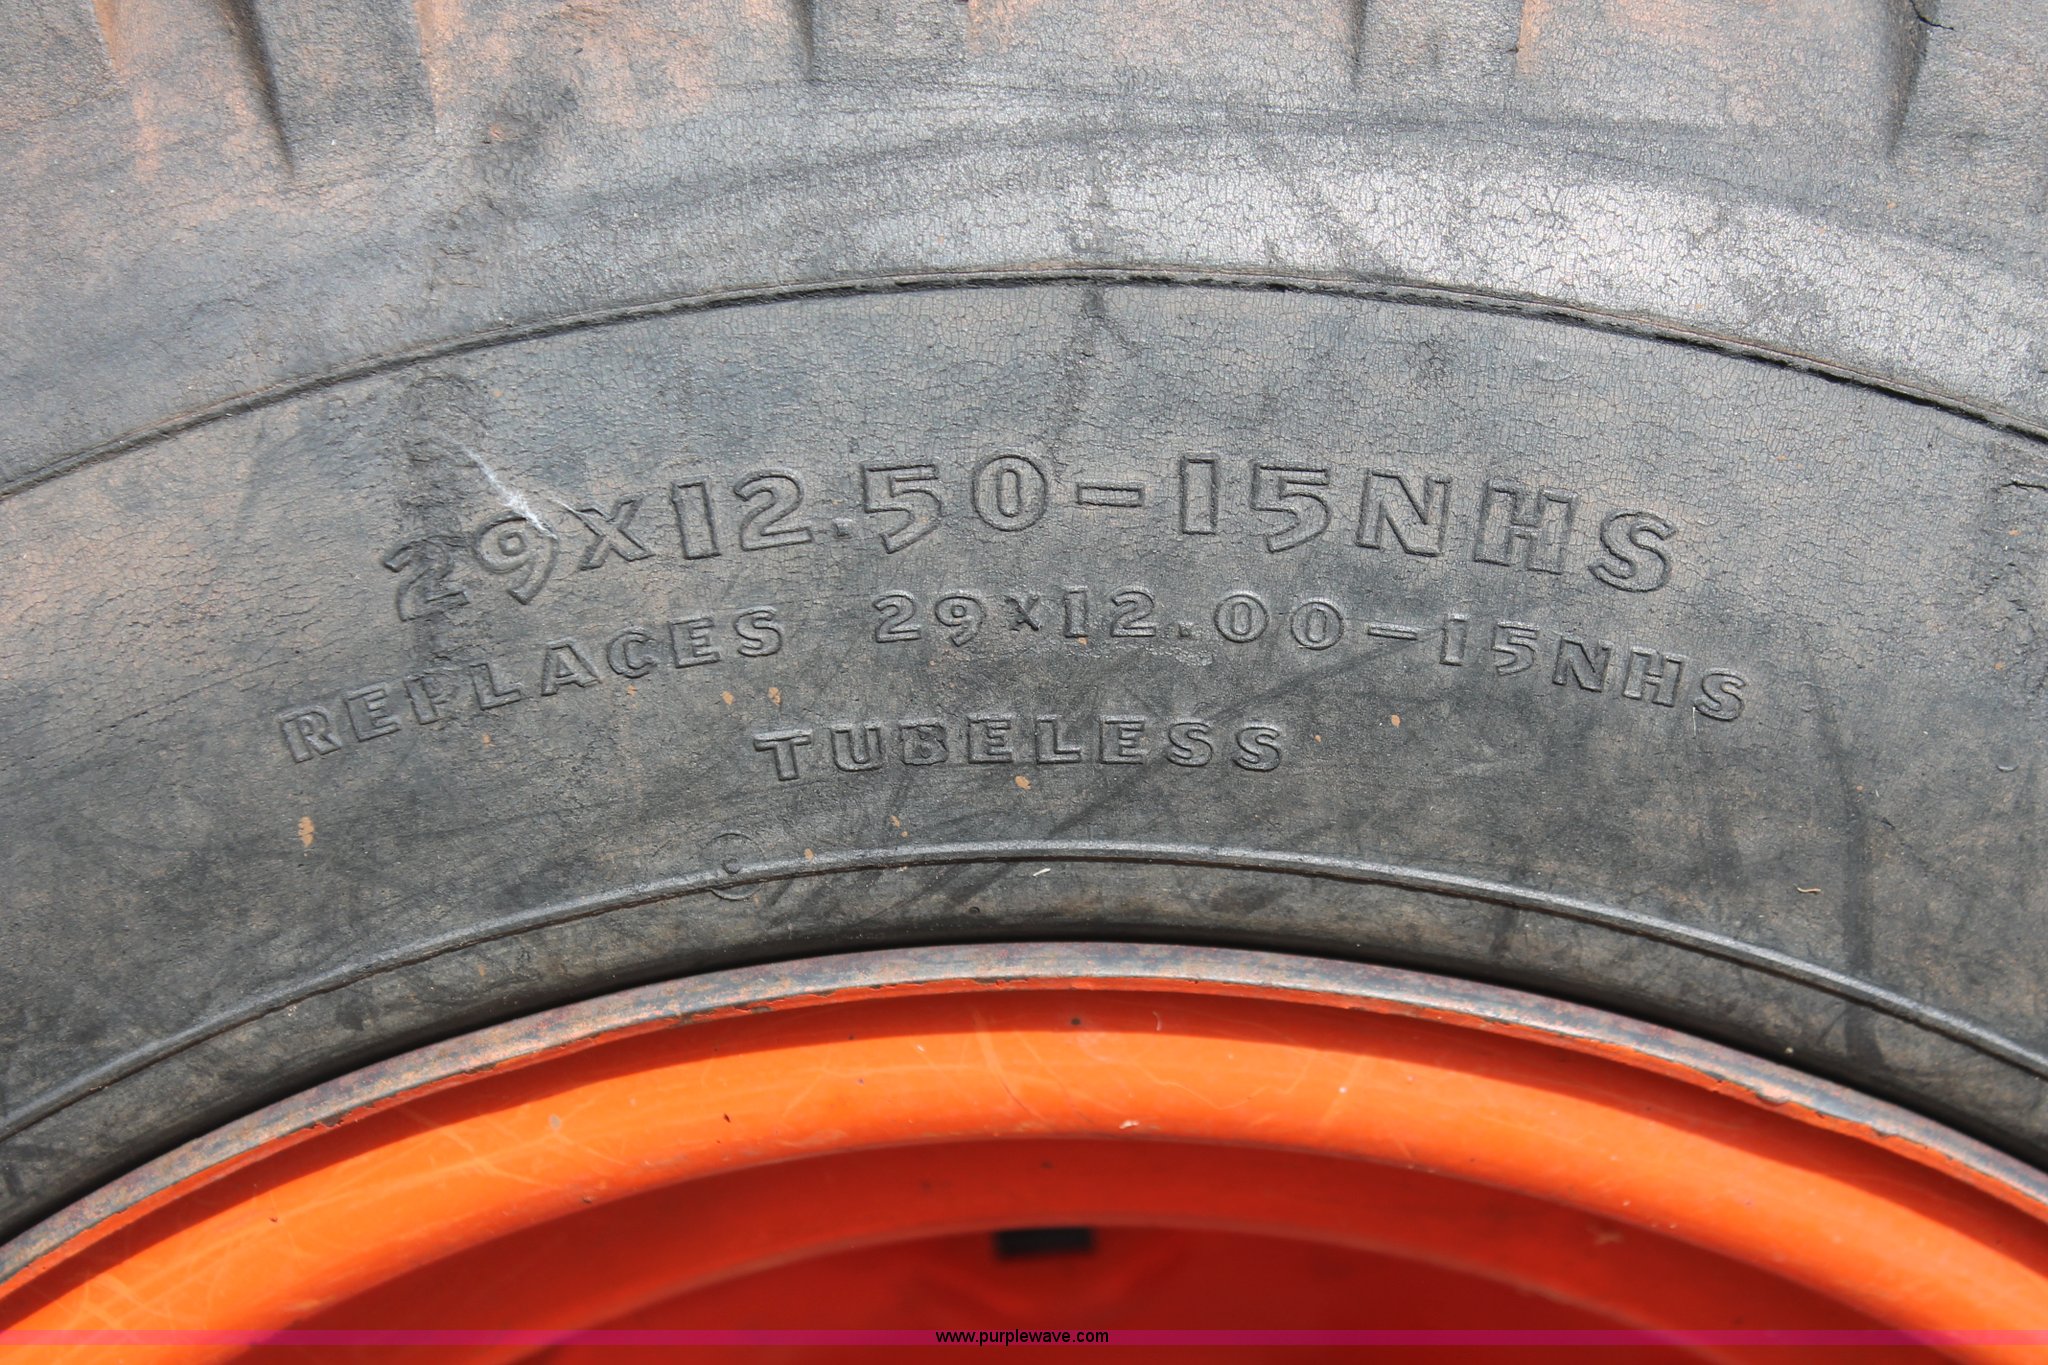 29X12.50-15NHS
REPLACES 29X12.00-15NHS
TUBELESS
www.purplewave.com